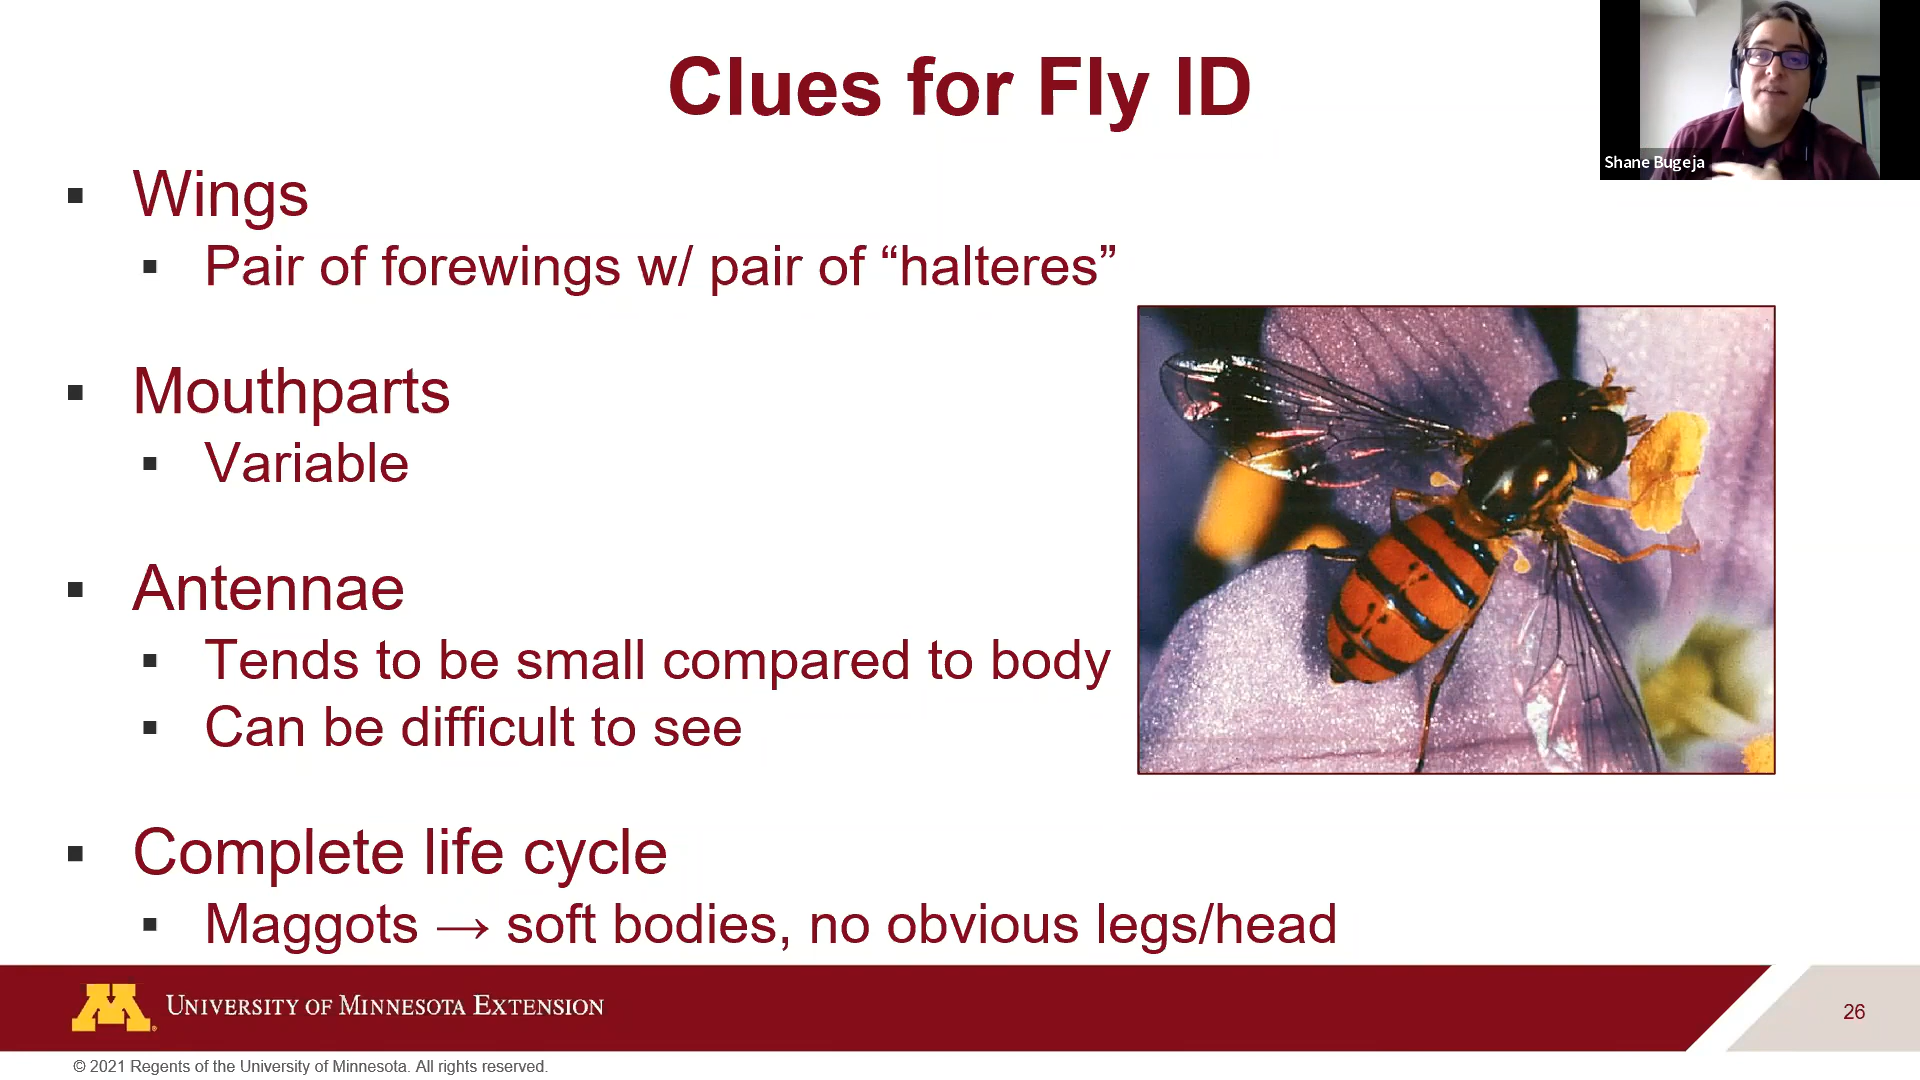 Clues for Fly ID
Shane Bugeja
▪ Wings
▪ Pair of forewings w/ pair of “halteres”
▪ Mouthparts
▪ Variable
▪ Antennae
▪ Tends to be small compared to body
▪ Can be difficult to see
▪ Complete life cycle
▪ Maggots → soft bodies, no obvious legs/head
M® University of Minnesota Extension
26
© 2021 Regents of the University of Minnesota. All rights reserved.